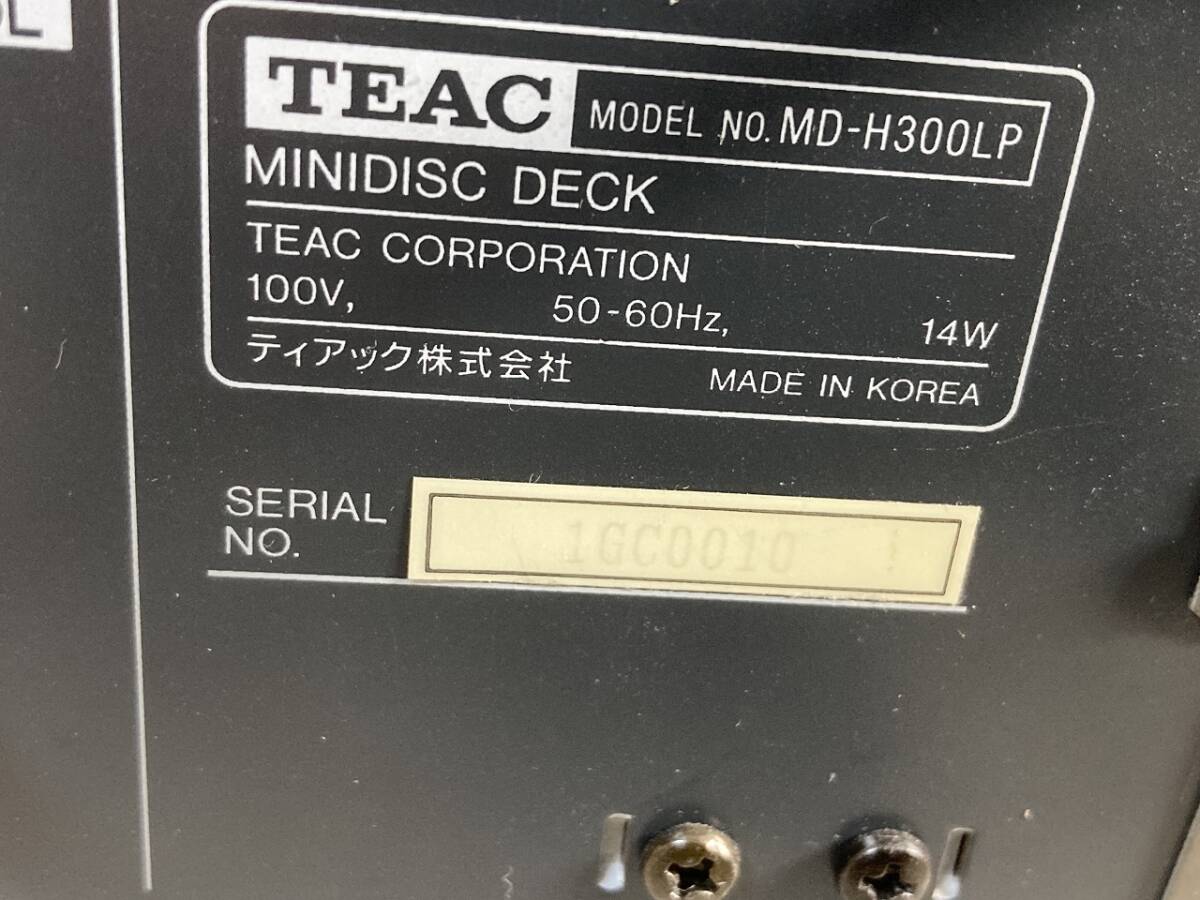 TEAC MODEL NO. MD-H300LP
MINIDISC DECK
TEAC CORPORATION
100V, 50-60Hz, 14W
ティアック株式会社 MADE IN KOREA
SERIAL
NO.
1GC0010